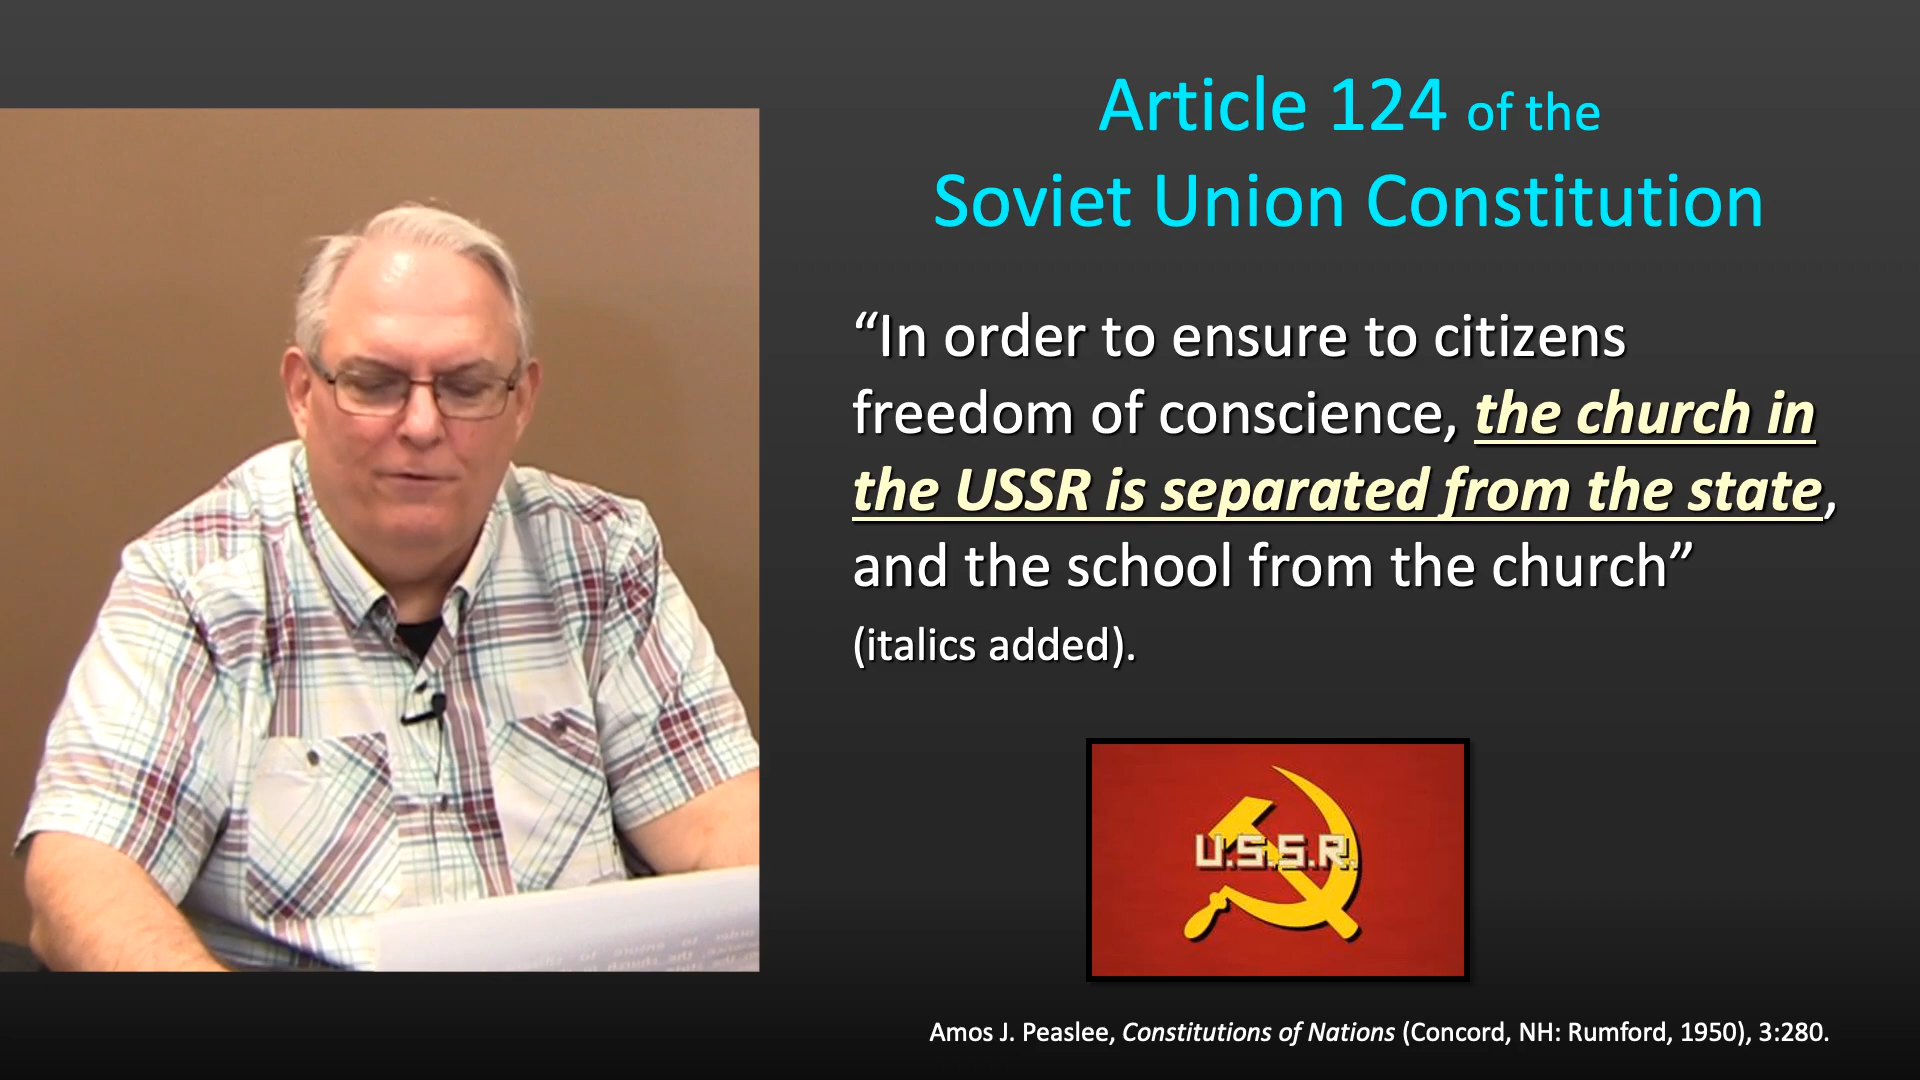 Article 124 of the
Soviet Union Constitution
“In order to ensure to citizens
freedom of conscience, the church in
the USSR is separated from the state,
and the school from the church”
(italics added).
U.S.S.R.
Amos J. Peaslee, Constitutions of Nations (Concord, NH: Rumford, 1950), 3:280.